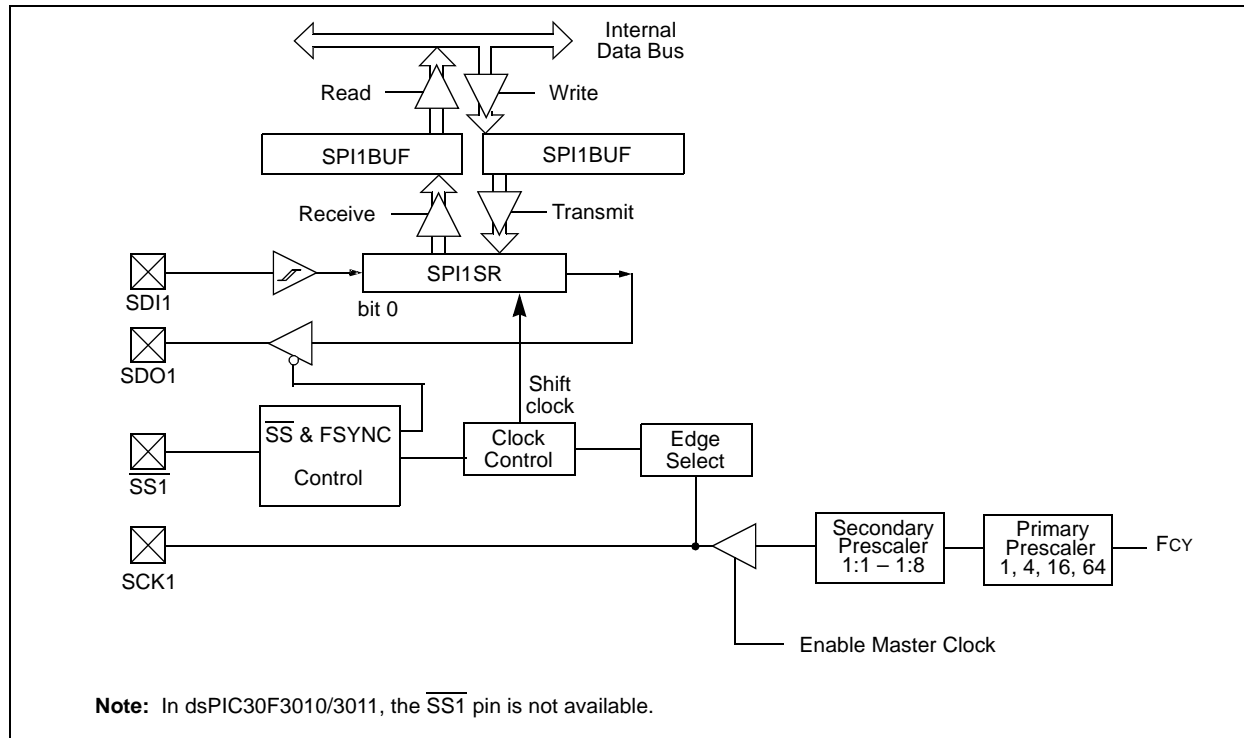 Internal
Data Bus
Read
Write
SPI1BUF
SPI1BUF
Receive
Transmit
SPI1SR
SDI1
bit 0
SDO1
Shift
clock
SS & FSYNC
Control
Clock
Control
Edge
Select
SS1
Secondary
Prescaler
1:1 – 1:8
Primary
Prescaler
1, 4, 16, 64
FCY
SCK1
Enable Master Clock
Note: In dsPIC30F3010/3011, the SS1 pin is not available.